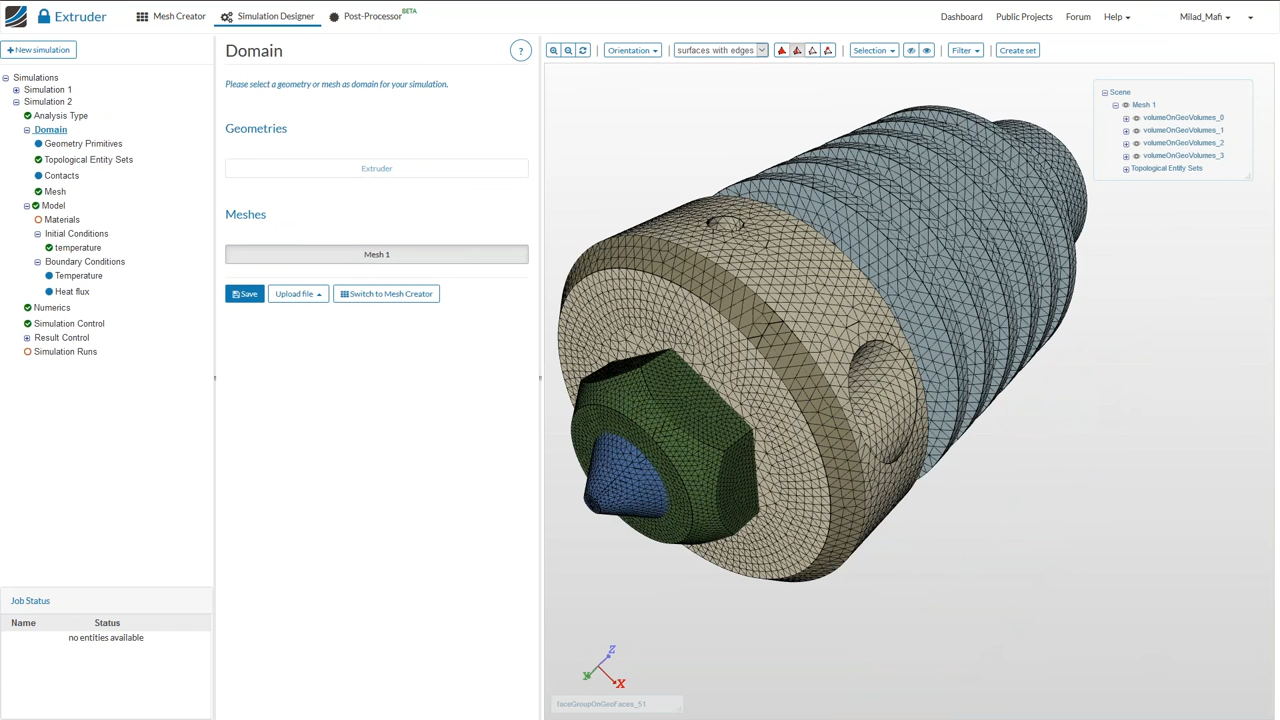 Extruder
Mesh Creator
Simulation Designer
Post-Processor BETA
Dashboard
Public Projects
Forum
Help
Milad_Mafi
+ New simulation
Simulations
Simulation 1
Simulation 2
Analysis Type
Domain
Geometry Primitives
Topological Entity Sets
Contacts
Mesh
Model
Materials
Initial Conditions
temperature
Boundary Conditions
Temperature
Heat flux
Numerics
Simulation Control
Result Control
Simulation Runs
Job Status
Name Status
no entities available
Domain
?
Please select a geometry or mesh as domain for your simulation.
Geometries
Extruder
Meshes
Mesh 1
Save
Upload file
Switch to Mesh Creator
Orientation
surfaces with edges
Selection
Filter
Create set
Scene
Mesh 1
volumeOnGeoVolumes_0
volumeOnGeoVolumes_1
volumeOnGeoVolumes_2
volumeOnGeoVolumes_3
Topological Entity Sets
Z
Y
X
faceGroupOnGeoFaces_51